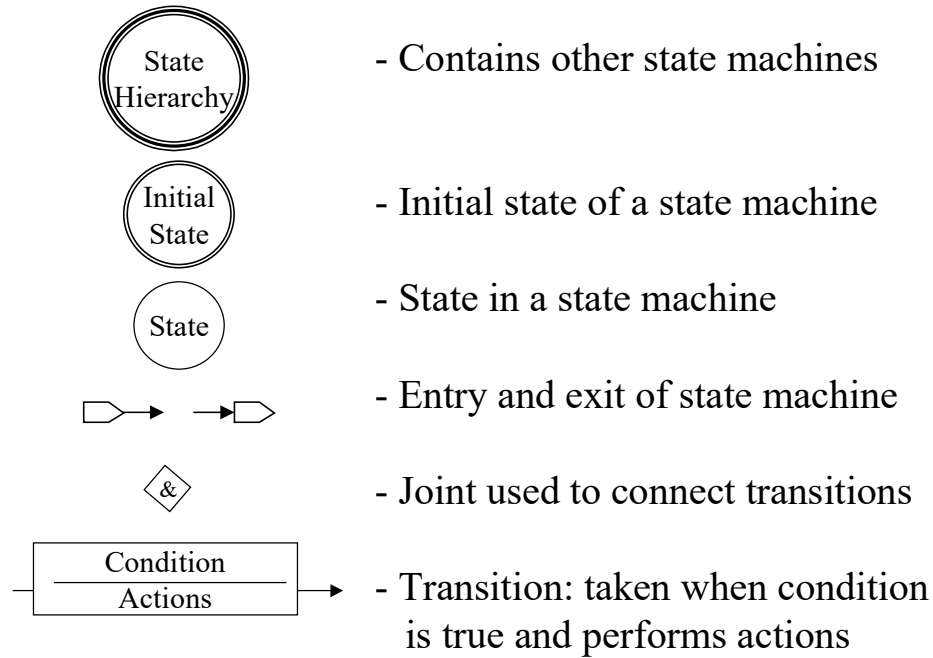 State
Hierarchy
- Contains other state machines
Initial
State
- Initial state of a state machine
State
- State in a state machine
- Entry and exit of state machine
&
- Joint used to connect transitions
Condition
Actions
- Transition: taken when condition
is true and performs actions